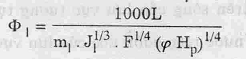 Φ₁ = 1000L / (m₁ . J₁^1/3 . F^1/4 (φ Hₚ)^1/4)